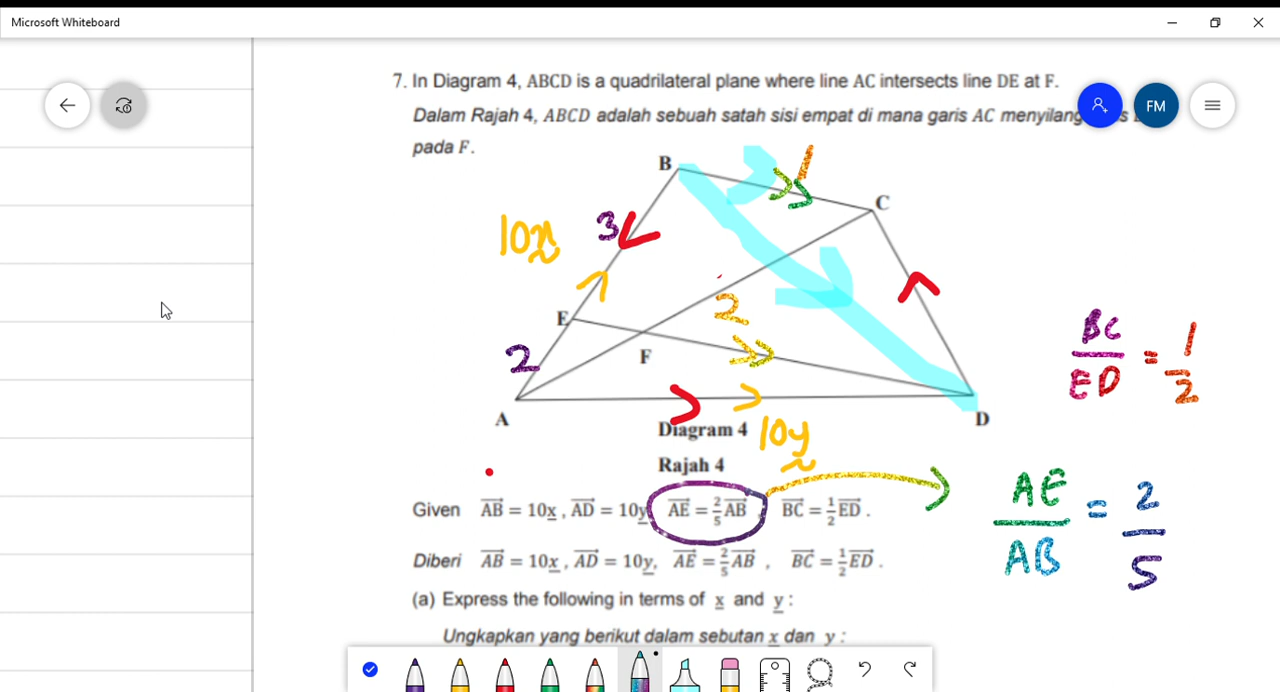 Microsoft Whiteboard
FM
7. In Diagram 4, ABCD is a quadrilateral plane where line AC intersects line DE at F.
Dalam Rajah 4, ABCD adalah sebuah satah sisi empat di mana garis AC menyilang
pada F.
B
1
C
10x
3
2
E
F
2
A
D
10y
BC/ED = 1/2
Diagram 4
Rajah 4
AE/AB = 2/5
Given AB = 10x , AD = 10y AE = 2/5 AB , BC = 1/2 ED .
Diberi AB = 10x , AD = 10y, AE = 2/5 AB , BC = 1/2 ED .
(a) Express the following in terms of x and y :
Ungkapkan yang berikut dalam sebutan x dan y :